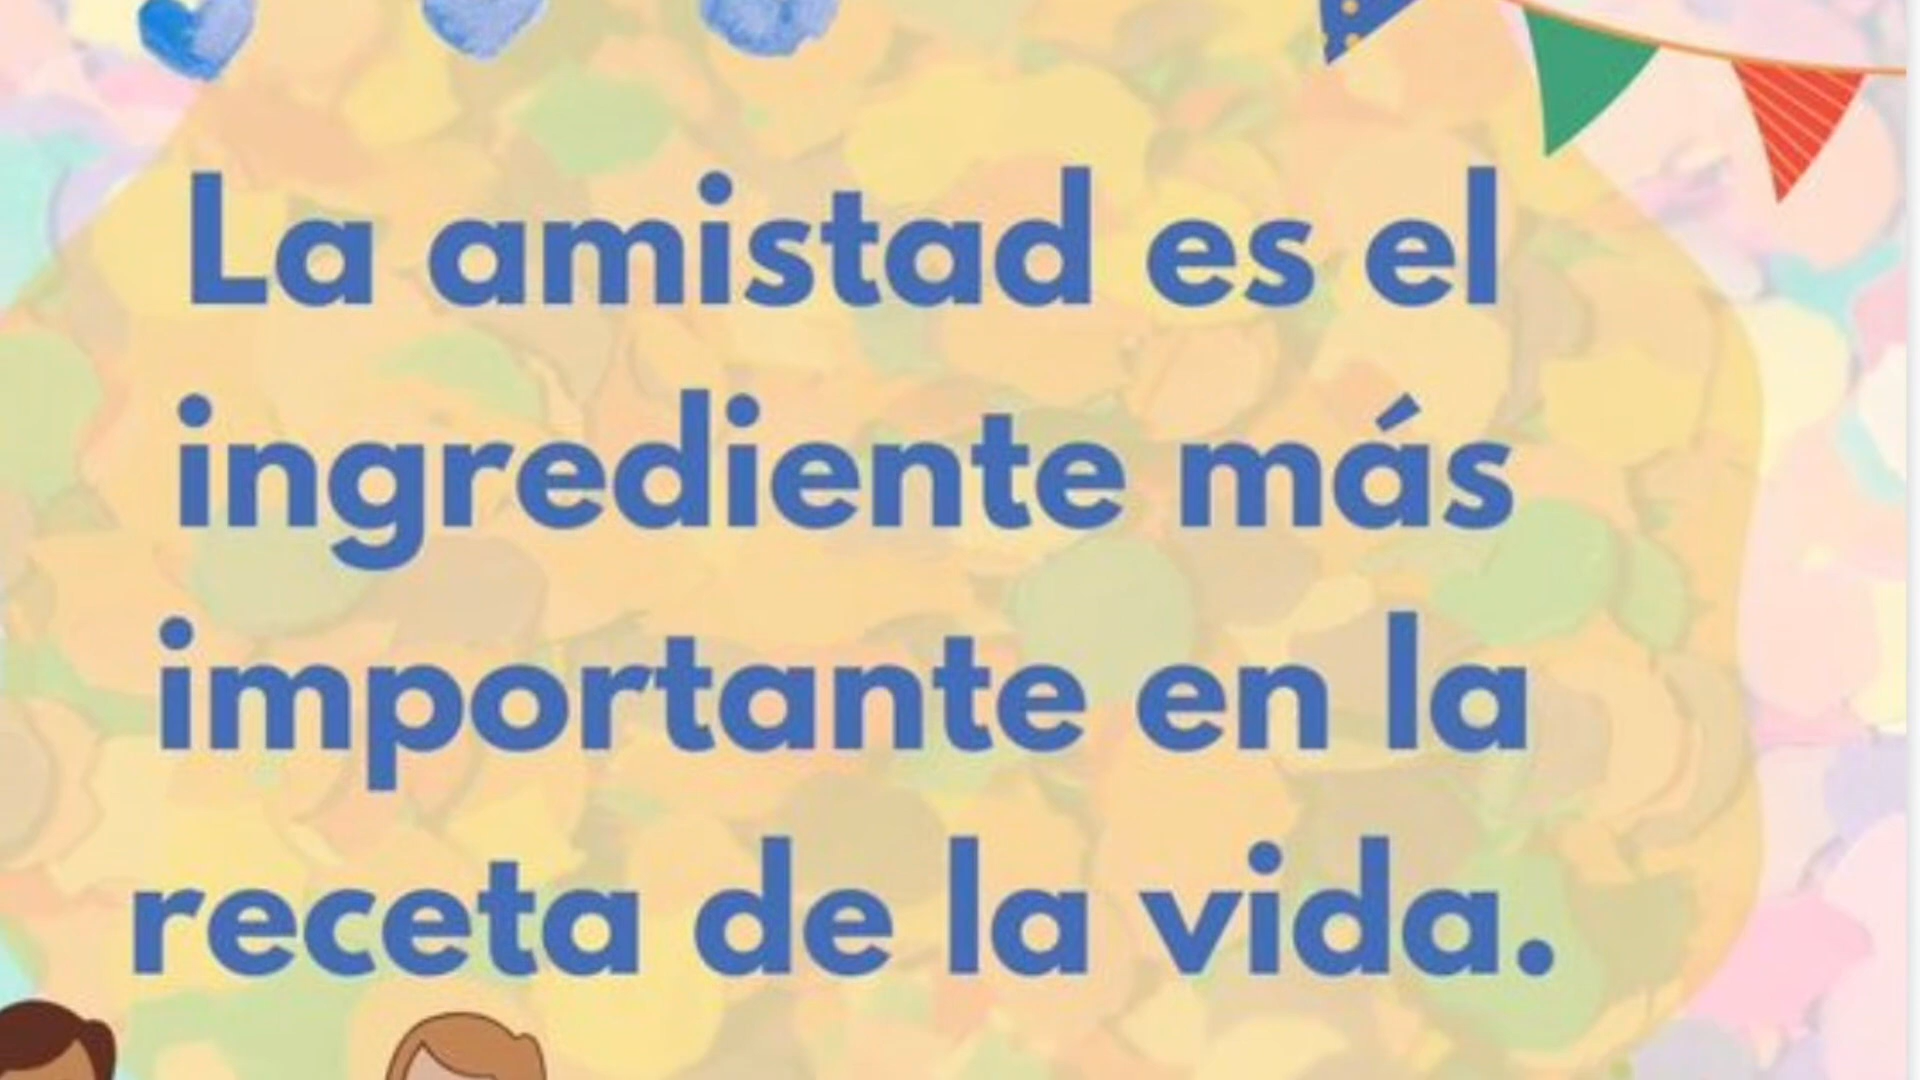 La amistad es el
ingrediente más
importante en la
receta de la vida.